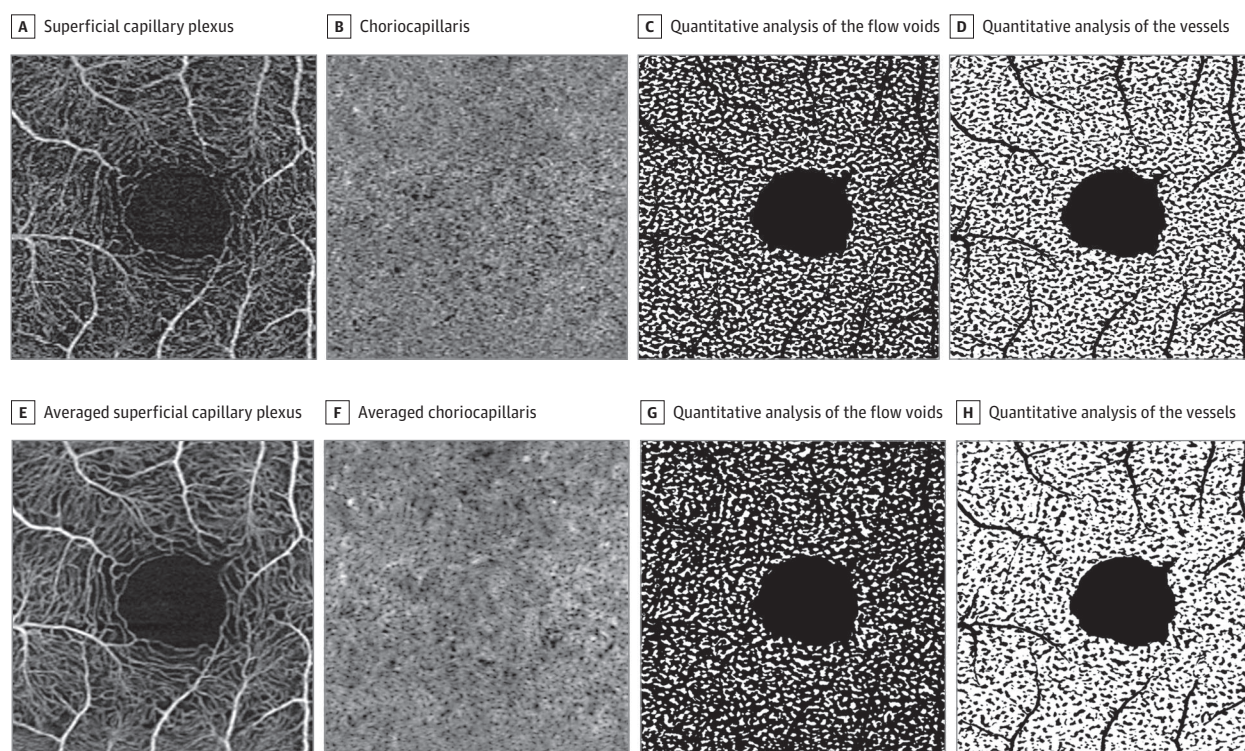 A Superficial capillary plexus
B Choriocapillaris
C Quantitative analysis of the flow voids
D Quantitative analysis of the vessels
E Averaged superficial capillary plexus
F Averaged choriocapillaris
G Quantitative analysis of the flow voids
H Quantitative analysis of the vessels